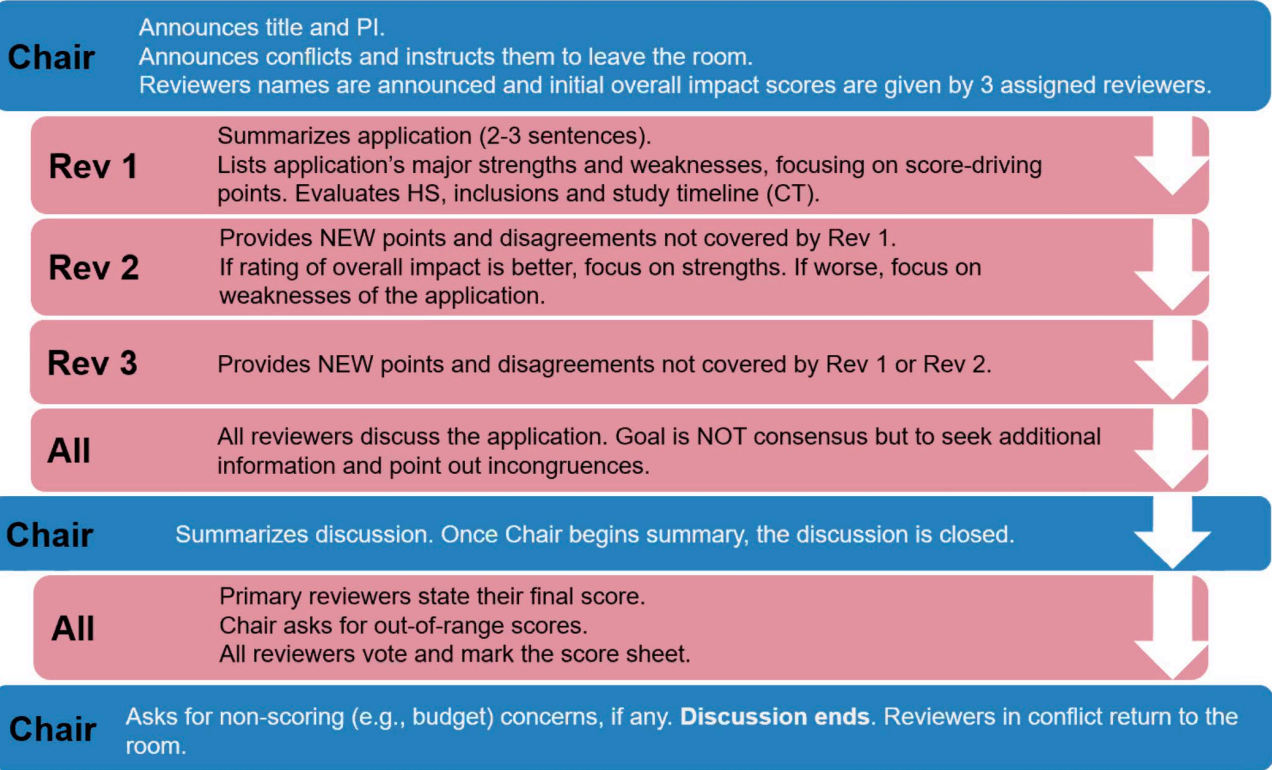 Chair
Announces title and PI.
Announces conflicts and instructs them to leave the room.
Reviewers names are announced and initial overall impact scores are given by 3 assigned reviewers.
Rev 1
Summarizes application (2-3 sentences).
Lists application’s major strengths and weaknesses, focusing on score-driving
points. Evaluates HS, inclusions and study timeline (CT).
Rev 2
Provides NEW points and disagreements not covered by Rev 1.
If rating of overall impact is better, focus on strengths. If worse, focus on
weaknesses of the application.
Rev 3
Provides NEW points and disagreements not covered by Rev 1 or Rev 2.
All
All reviewers discuss the application. Goal is NOT consensus but to seek additional
information and point out incongruences.
Chair
Summarizes discussion. Once Chair begins summary, the discussion is closed.
All
Primary reviewers state their final score.
Chair asks for out-of-range scores.
All reviewers vote and mark the score sheet.
Chair
Asks for non-scoring (e.g., budget) concerns, if any. Discussion ends. Reviewers in conflict return to the
room.